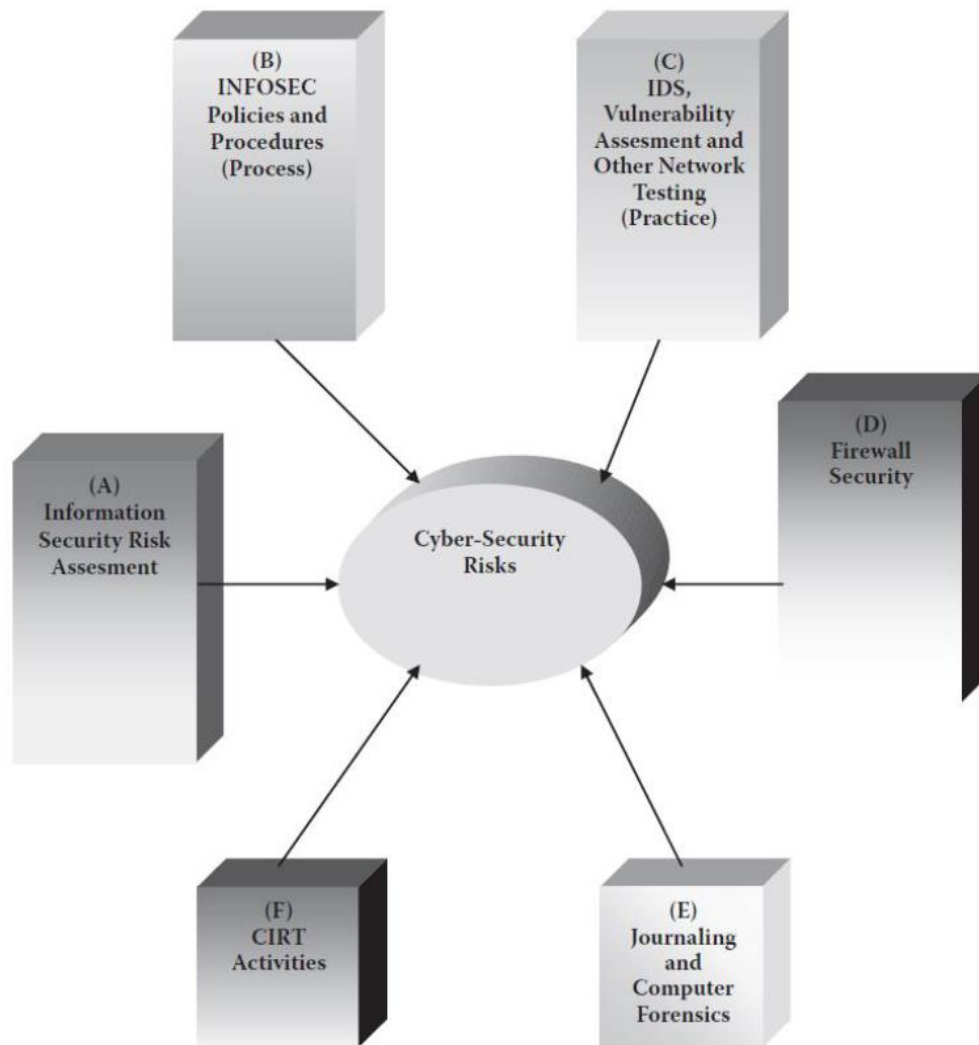 (B)
INFOSEC
Policies and
Procedures
(Process)
(C)
IDS,
Vulnerability
Assesment and
Other Network
Testing
(Practice)
(A)
Information
Security Risk
Assesment
Cyber-Security
Risks
(D)
Firewall
Security
(F)
CIRT
Activities
(E)
Journaling
and
Computer
Forensics